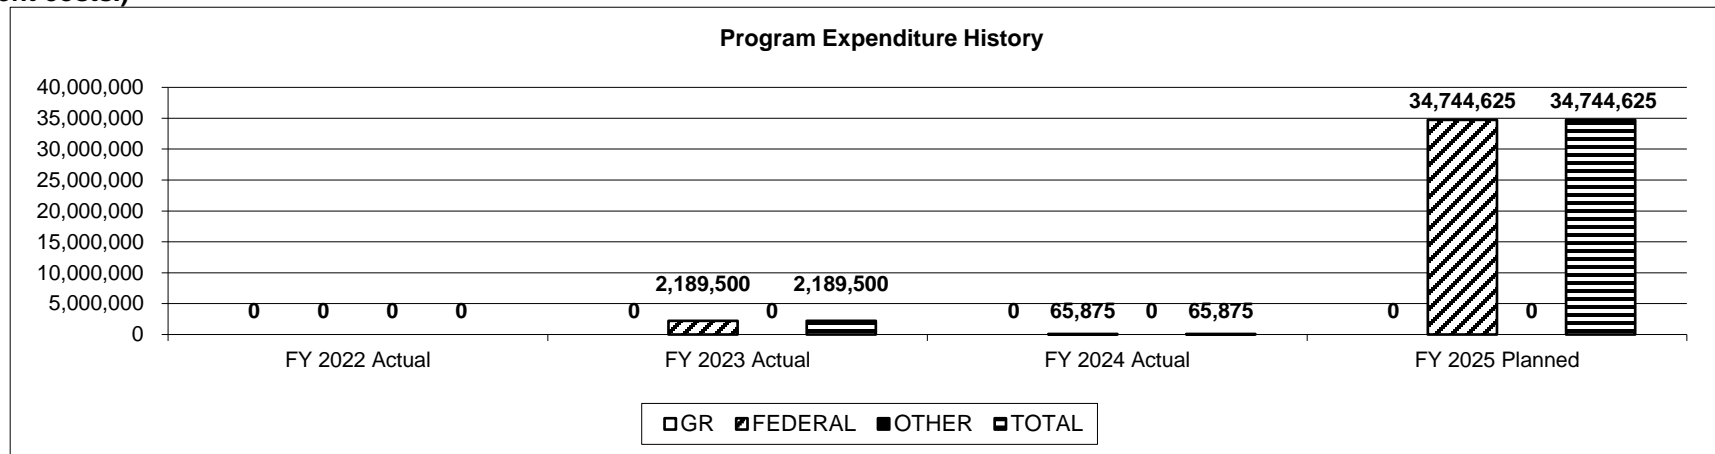 Program Expenditure History
40,000,000
34,744,625 34,744,625
35,000,000
30,000,000
25,000,000
20,000,000
15,000,000
10,000,000
2,189,500 2,189,500
5,000,000
0 0 0 0 0 0 0 65,875 0 65,875 0 0
0
FY 2022 Actual FY 2023 Actual FY 2024 Actual FY 2025 Planned
GR FEDERAL OTHER TOTAL